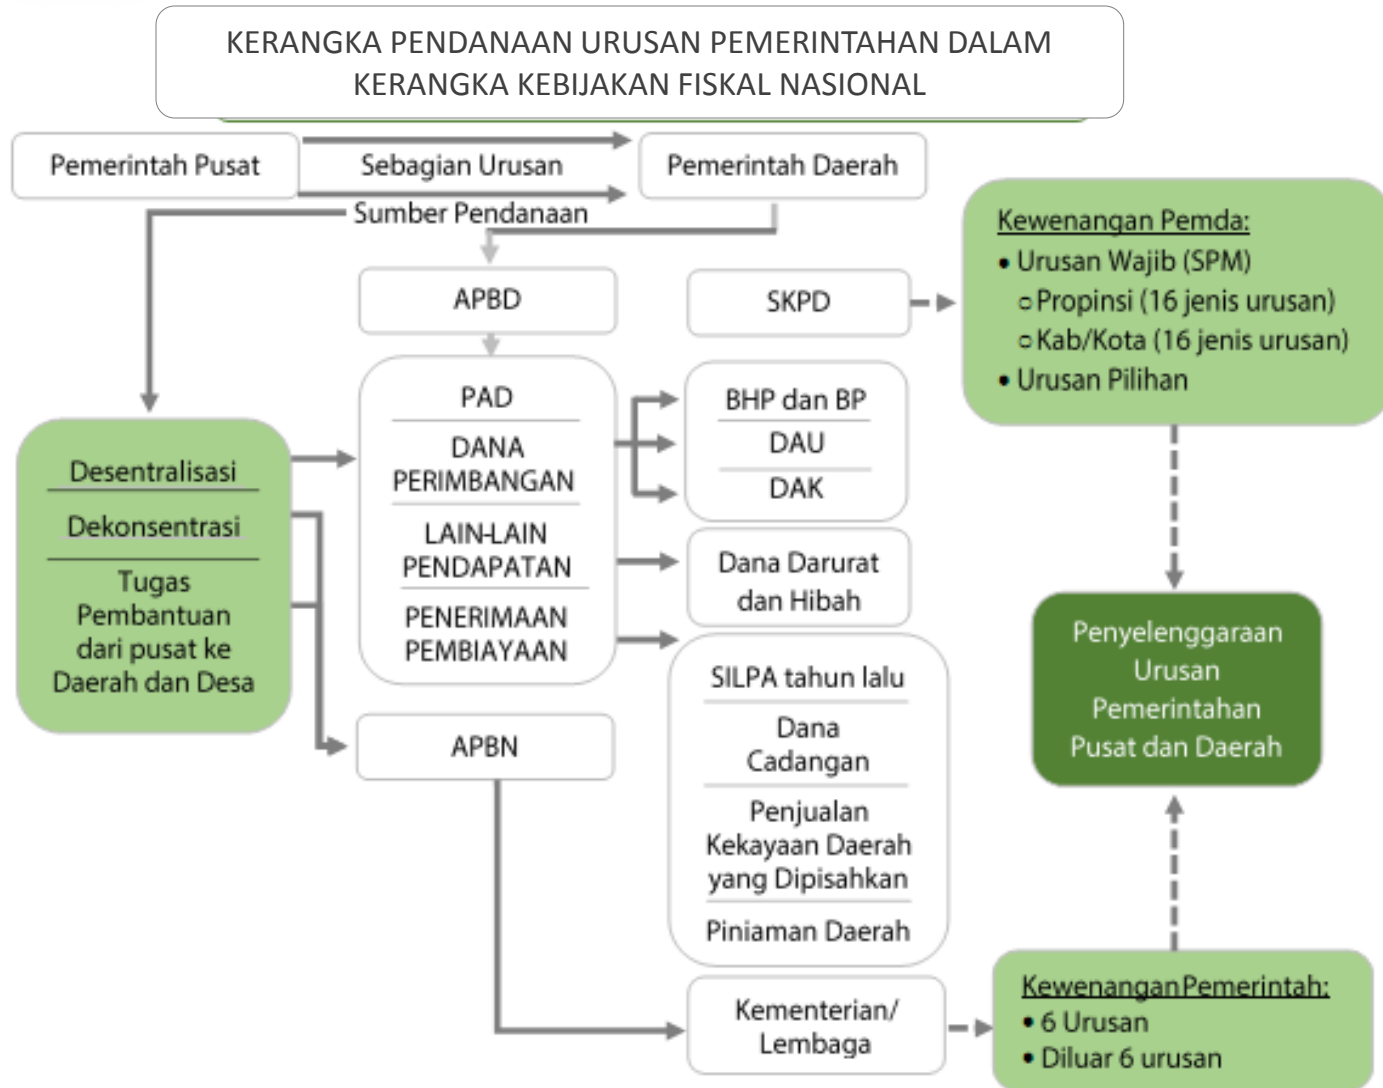 KERANGKA PENDANAAN URUSAN PEMERINTAHAN DALAM
KERANGKA KEBIJAKAN FISKAL NASIONAL
Pemerintah Pusat
Sebagian Urusan
Pemerintah Daerah
Sumber Pendanaan
Kewenangan Pemda:
• Urusan Wajib (SPM)
○ Propinsi (16 jenis urusan)
○ Kab/Kota (16 jenis urusan)
• Urusan Pilihan
APBD
SKPD
PAD
DANA
PERIMBANGAN
LAIN-LAIN
PENDAPATAN
PENERIMAAN
PEMBIAYAAN
BHP dan BP
DAU
DAK
Desentralisasi
Dekonsentrasi
Tugas
Pembantuan
dari pusat ke
Daerah dan Desa
Dana Darurat
dan Hibah
Penyelenggaraan
Urusan
Pemerintahan
Pusat dan Daerah
SILPA tahun lalu
Dana
Cadangan
Penjualan
Kekayaan Daerah
yang Dipisahkan
Piniaman Daerah
APBN
Kementerian/
Lembaga
Kewenangan Pemerintah:
• 6 Urusan
• Diluar 6 urusan